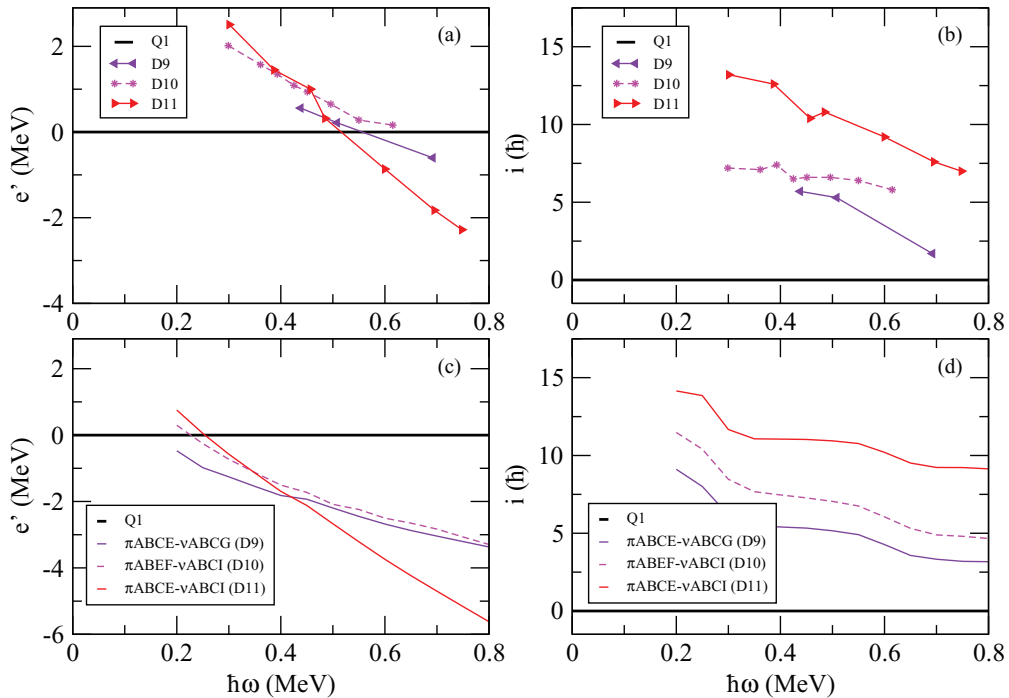 (a)
Q1
D9
D10
D11
e' (MeV)
2
0
-2
-4
0
0.2
0.4
0.6
0.8
(b)
Q1
D9
D10
D11
i (ħ)
15
10
5
0
0
0.2
0.4
0.6
0.8
(c)
e' (MeV)
2
0
-2
-4
-6
Q1
πABCE-νABCG (D9)
πABEF-νABCI (D10)
πABCE-νABCI (D11)
0
0.2
0.4
0.6
0.8
ħω (MeV)
(d)
i (ħ)
15
10
5
0
Q1
πABCE-νABCG (D9)
πABEF-νABCI (D10)
πABCE-νABCI (D11)
0
0.2
0.4
0.6
0.8
ħω (MeV)